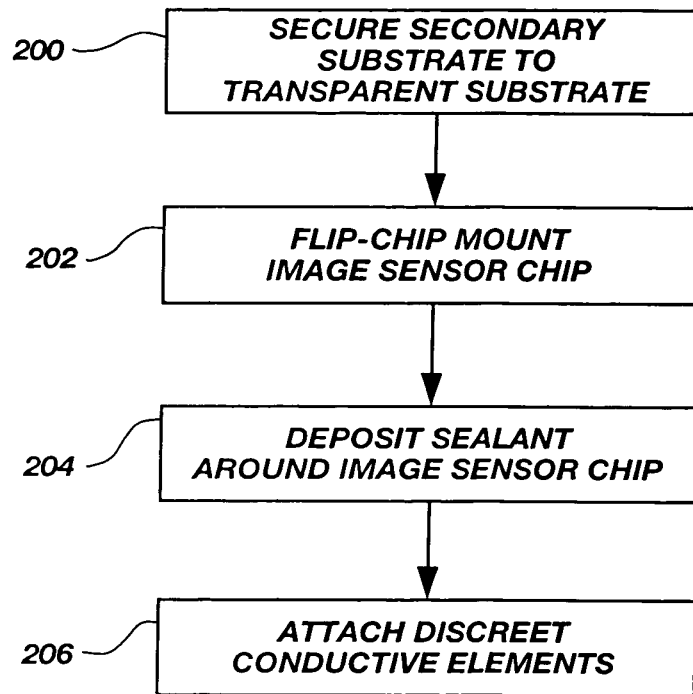 200
SECURE SECONDARY
SUBSTRATE TO
TRANSPARENT SUBSTRATE
202
FLIP-CHIP MOUNT
IMAGE SENSOR CHIP
204
DEPOSIT SEALANT
AROUND IMAGE SENSOR CHIP
206
ATTACH DISCREET
CONDUCTIVE ELEMENTS